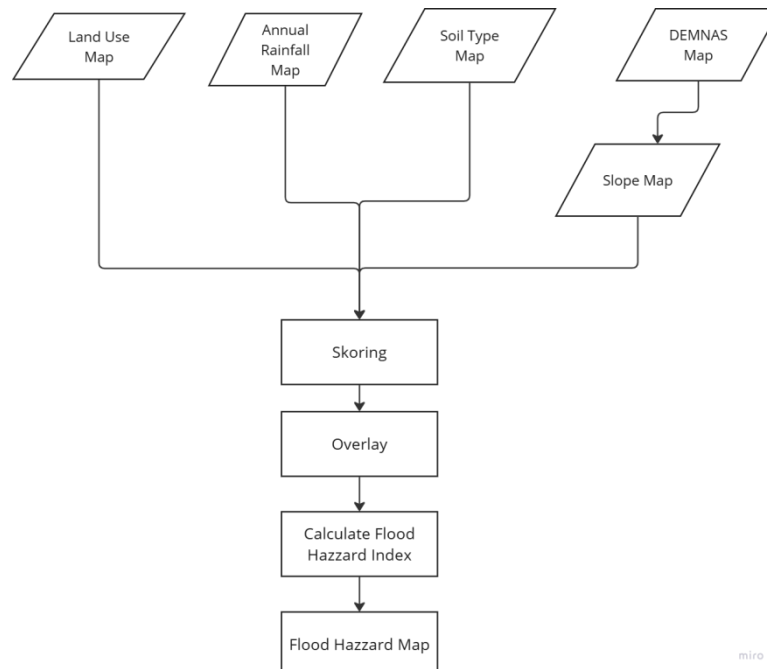 Land Use
Map
Annual
Rainfall
Map
Soil Type
Map
DEMNAS
Map
Slope Map
Skoring
Overlay
Calculate Flood
Hazzard Index
Flood Hazzard Map
miro